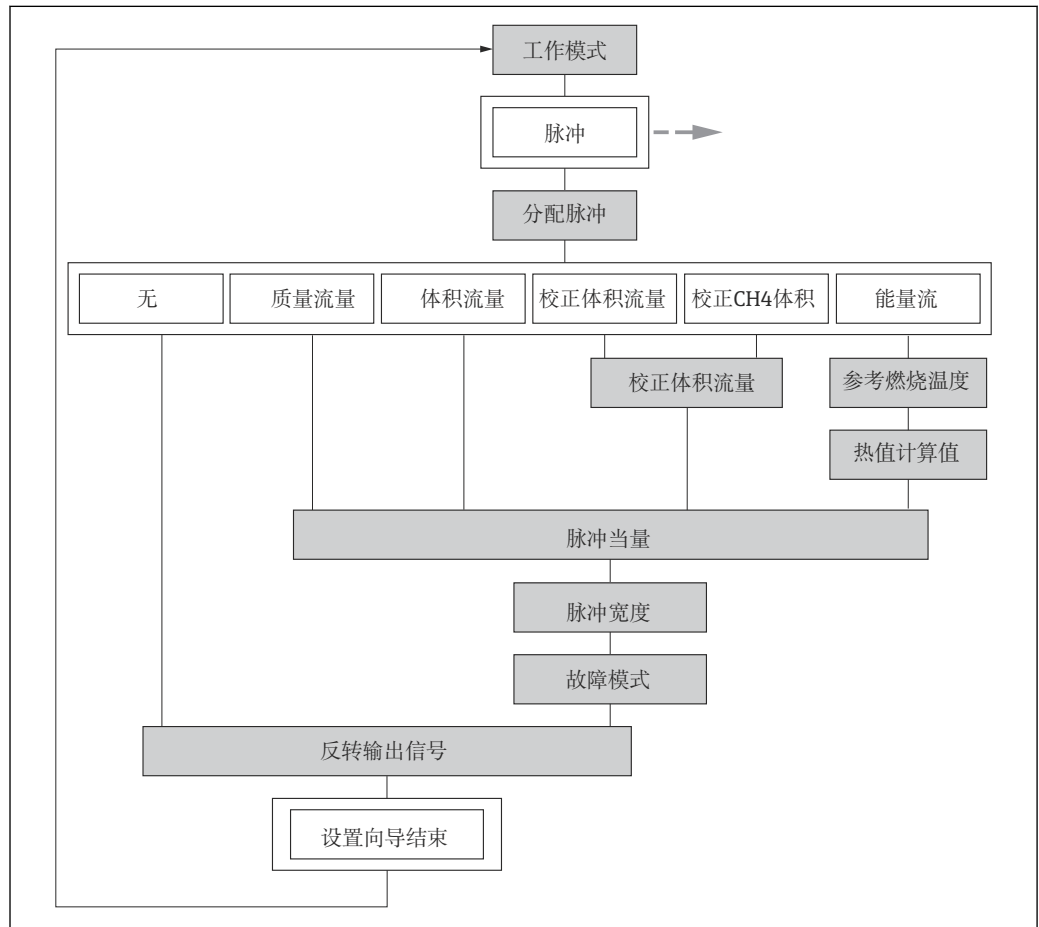 工作模式
脉冲
分配脉冲
无
质量流量
体积流量
校正体积流量
校正CH4体积
能量流
校正体积流量
参考燃烧温度
热值计算值
脉冲当量
脉冲宽度
故障模式
反转输出信号
设置向导结束